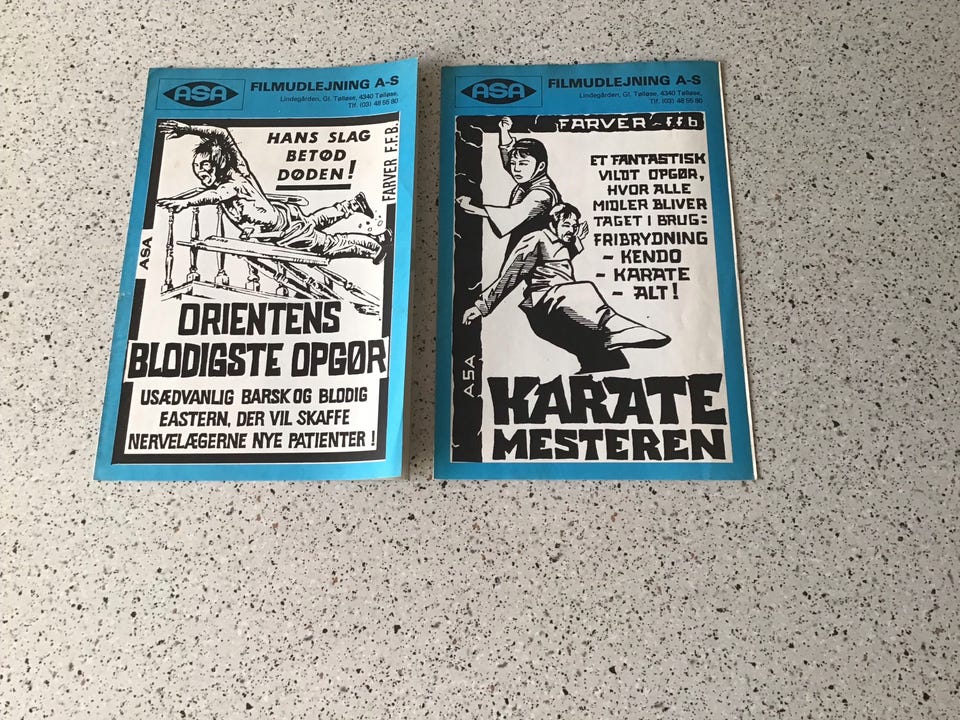 ASA
FILMUDLEJNING A-S
Lindegården, Gl. Tølløse, 4340 Tølløse,
Tlf. (03) 48 55 80
HANS SLAG
BETØD
DØDEN!
FARVER F.F.B.
ASA
ORIENTENS
BLODIGSTE OPGØR
USÆDVANLIG BARSK OG BLODIG
EASTERN, DER VIL SKAFFE
NERVELÆGERNE NYE PATIENTER!
ASA
FILMUDLEJNING A-S
Lindegården, Gl. Tølløse, 4340 Tølløse,
Tlf. (03) 48 55 80
FARVER - ffb
ET FANTASTISK
VILDT OPGØR,
HVOR ALLE
MIDLER BLIVER
TAGET I BRUG:
FRIBRYDNING
- KENDO
- KARATE
- ALT!
ASA
KARATE
MESTEREN